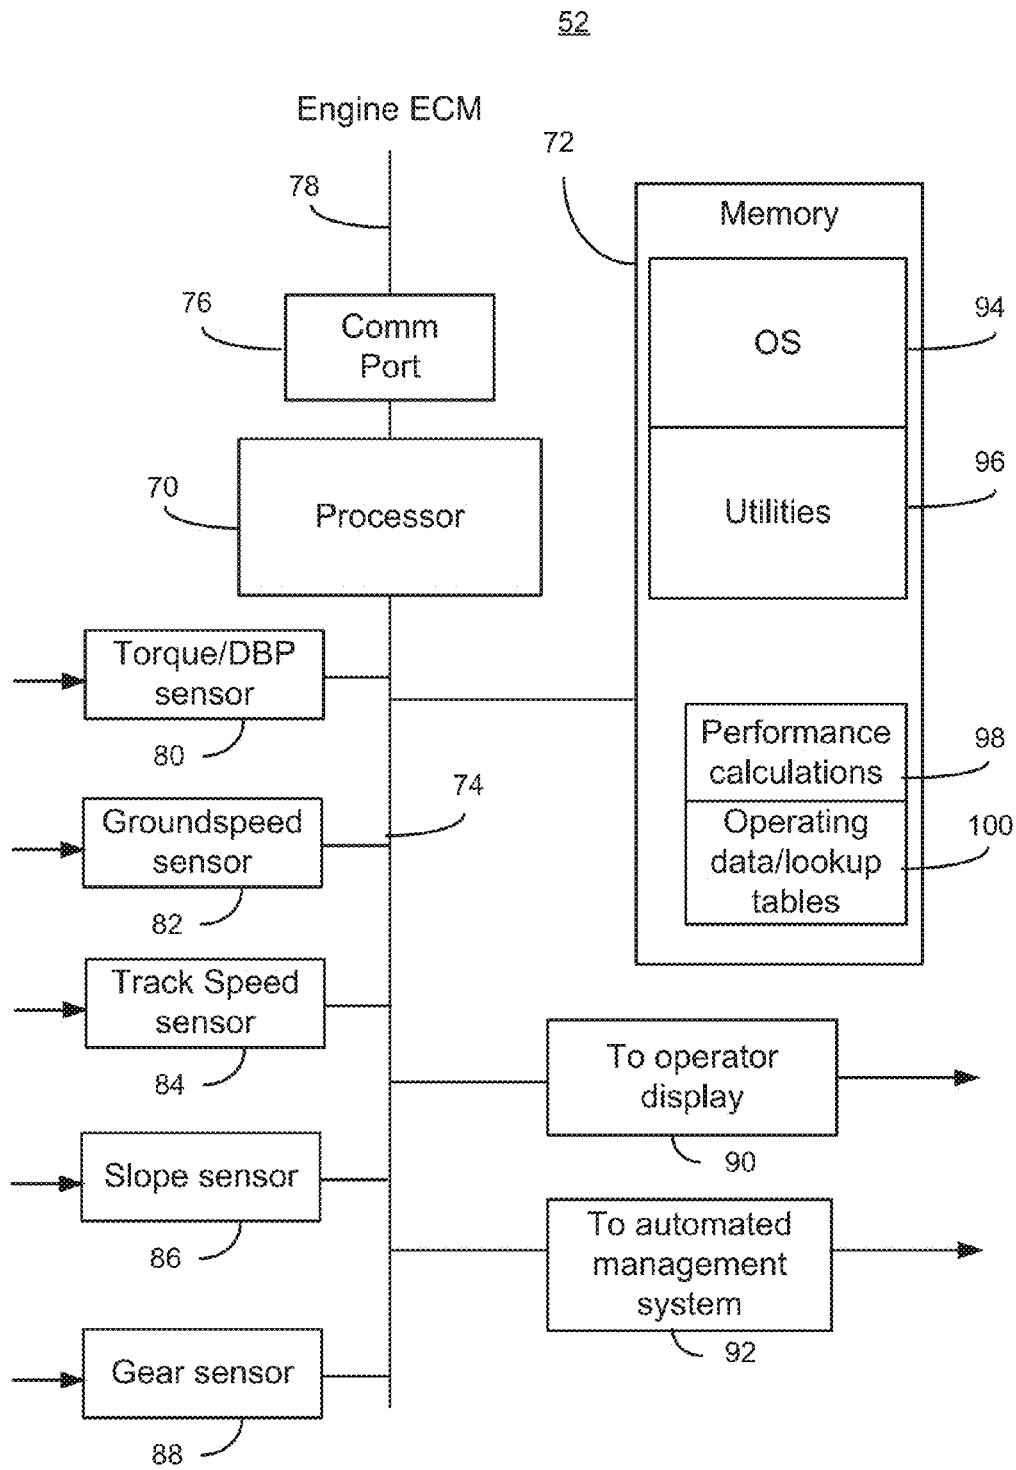 52
Engine ECM
72
78
Memory
76
Comm
Port
94
OS
70
Processor
96
Utilities
Torque/DBP
sensor
80
Performance
calculations
98
74
Groundspeed
sensor
82
Operating
data/lookup
tables
100
Track Speed
sensor
84
To operator
display
90
Slope sensor
86
To automated
management
system
92
Gear sensor
88